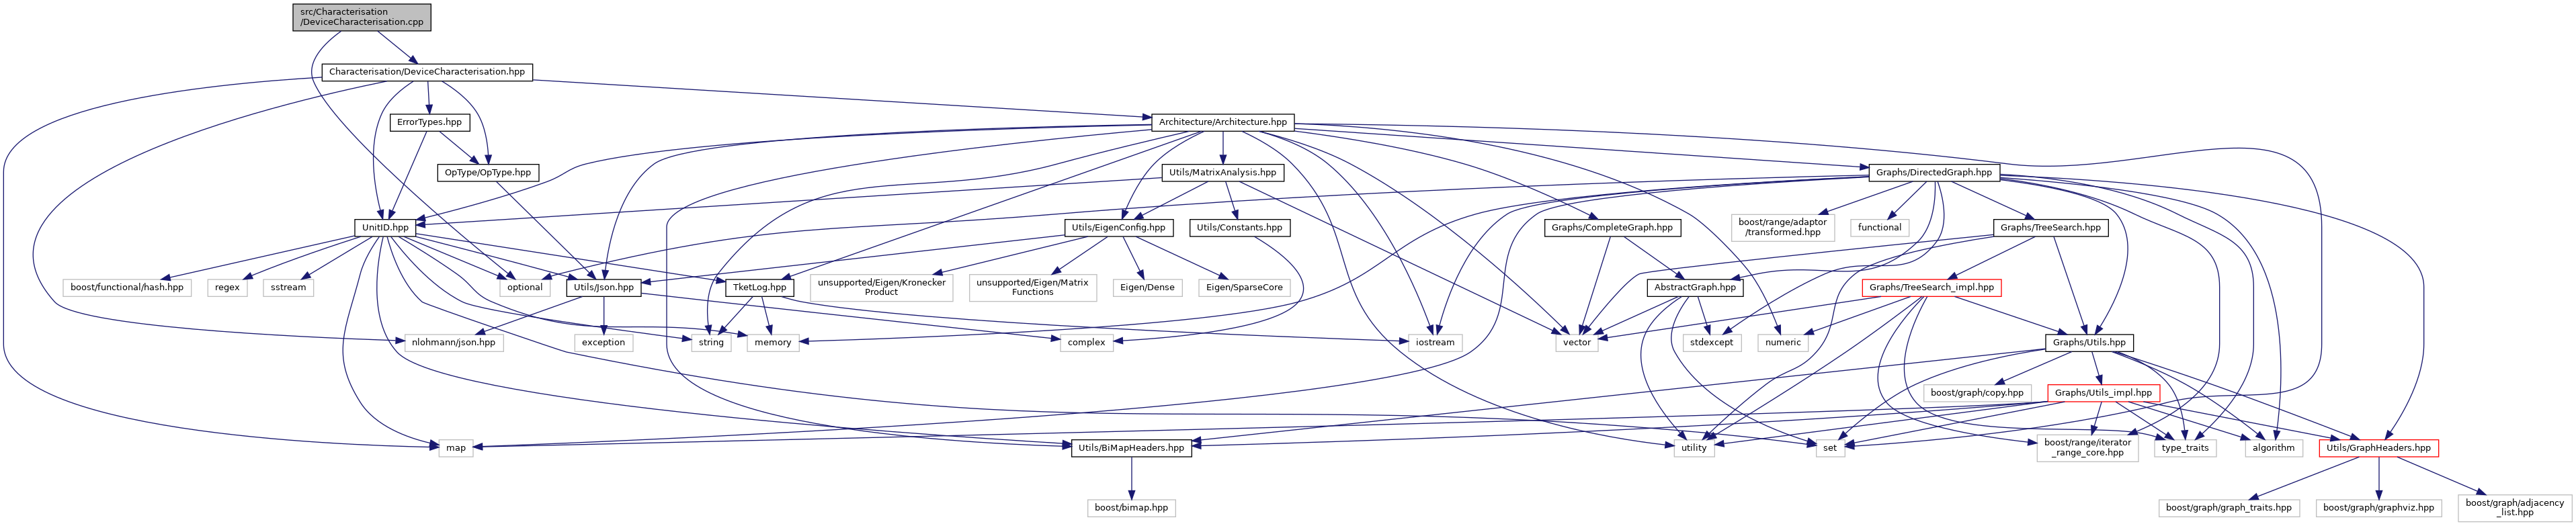 src/Characterisation
/DeviceCharacterisation.cpp
Characterisation/DeviceCharacterisation.hpp
ErrorTypes.hpp
Architecture/Architecture.hpp
OpType/OpType.hpp
Utils/MatrixAnalysis.hpp
Graphs/DirectedGraph.hpp
UnitID.hpp
Utils/EigenConfig.hpp
Utils/Constants.hpp
Graphs/CompleteGraph.hpp
boost/range/adaptor
/transformed.hpp
functional
Graphs/TreeSearch.hpp
boost/functional/hash.hpp
regex
sstream
optional
Utils/Json.hpp
TketLog.hpp
unsupported/Eigen/Kronecker
Product
unsupported/Eigen/Matrix
Functions
Eigen/Dense
Eigen/SparseCore
AbstractGraph.hpp
Graphs/TreeSearch_impl.hpp
nlohmann/json.hpp
exception
string
memory
complex
iostream
vector
stdexcept
numeric
Graphs/Utils.hpp
boost/graph/copy.hpp
Graphs/Utils_impl.hpp
map
Utils/BiMapHeaders.hpp
utility
set
boost/range/iterator
_range_core.hpp
type_traits
algorithm
Utils/GraphHeaders.hpp
boost/bimap.hpp
boost/graph/graph_traits.hpp
boost/graph/graphviz.hpp
boost/graph/adjacency
_list.hpp